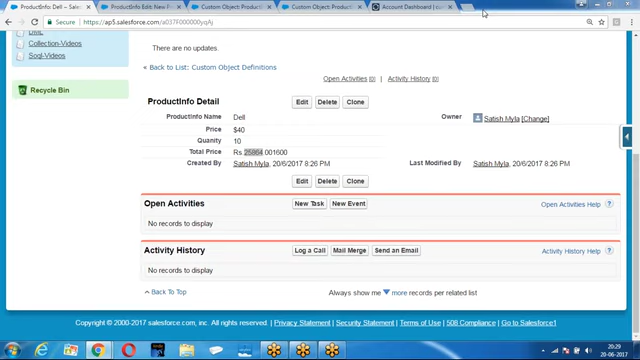 ProductInfo: Dell ~ Sales
ProductInfo Edit: New Pr
Custom Object: Product
Custom Object: Product
Account Dashboard | cu
Secure
https://ap5.salesforce.com/a037F000000yqAj
DML
Collection-Videos
Soql-Videos
Recycle Bin
There are no updates.
« Back to List: Custom Object Definitions
Open Activities [0] | Activity History [0]
ProductInfo Detail
Edit Delete Clone
ProductInfo Name Dell
Owner Satish Myla [Change]
Price $40
Quanity 10
Total Price Rs.25864.001600
Created By Satish Myla, 20/6/2017 8:26 PM
Last Modified By Satish Myla, 20/6/2017 8:26 PM
Edit Delete Clone
Open Activities
New Task New Event
Open Activities Help ?
No records to display
Activity History
Log a Call Mail Merge Send an Email
Activity History Help ?
No records to display
Back To Top
Always show me more records per related list
Copyright © 2000-2017 salesforce.com, inc. All rights reserved. | Privacy Statement | Security Statement | Terms of Use | 508 Compliance | Go to Salesforce1
20:29
20-06-2017